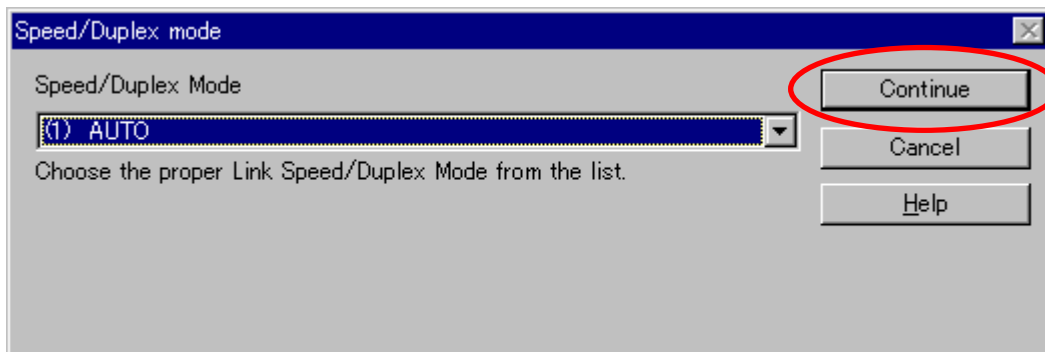 Speed/Duplex mode
Speed/Duplex Mode
(1) AUTO
Choose the proper Link Speed/Duplex Mode from the list.
Continue
Cancel
Help